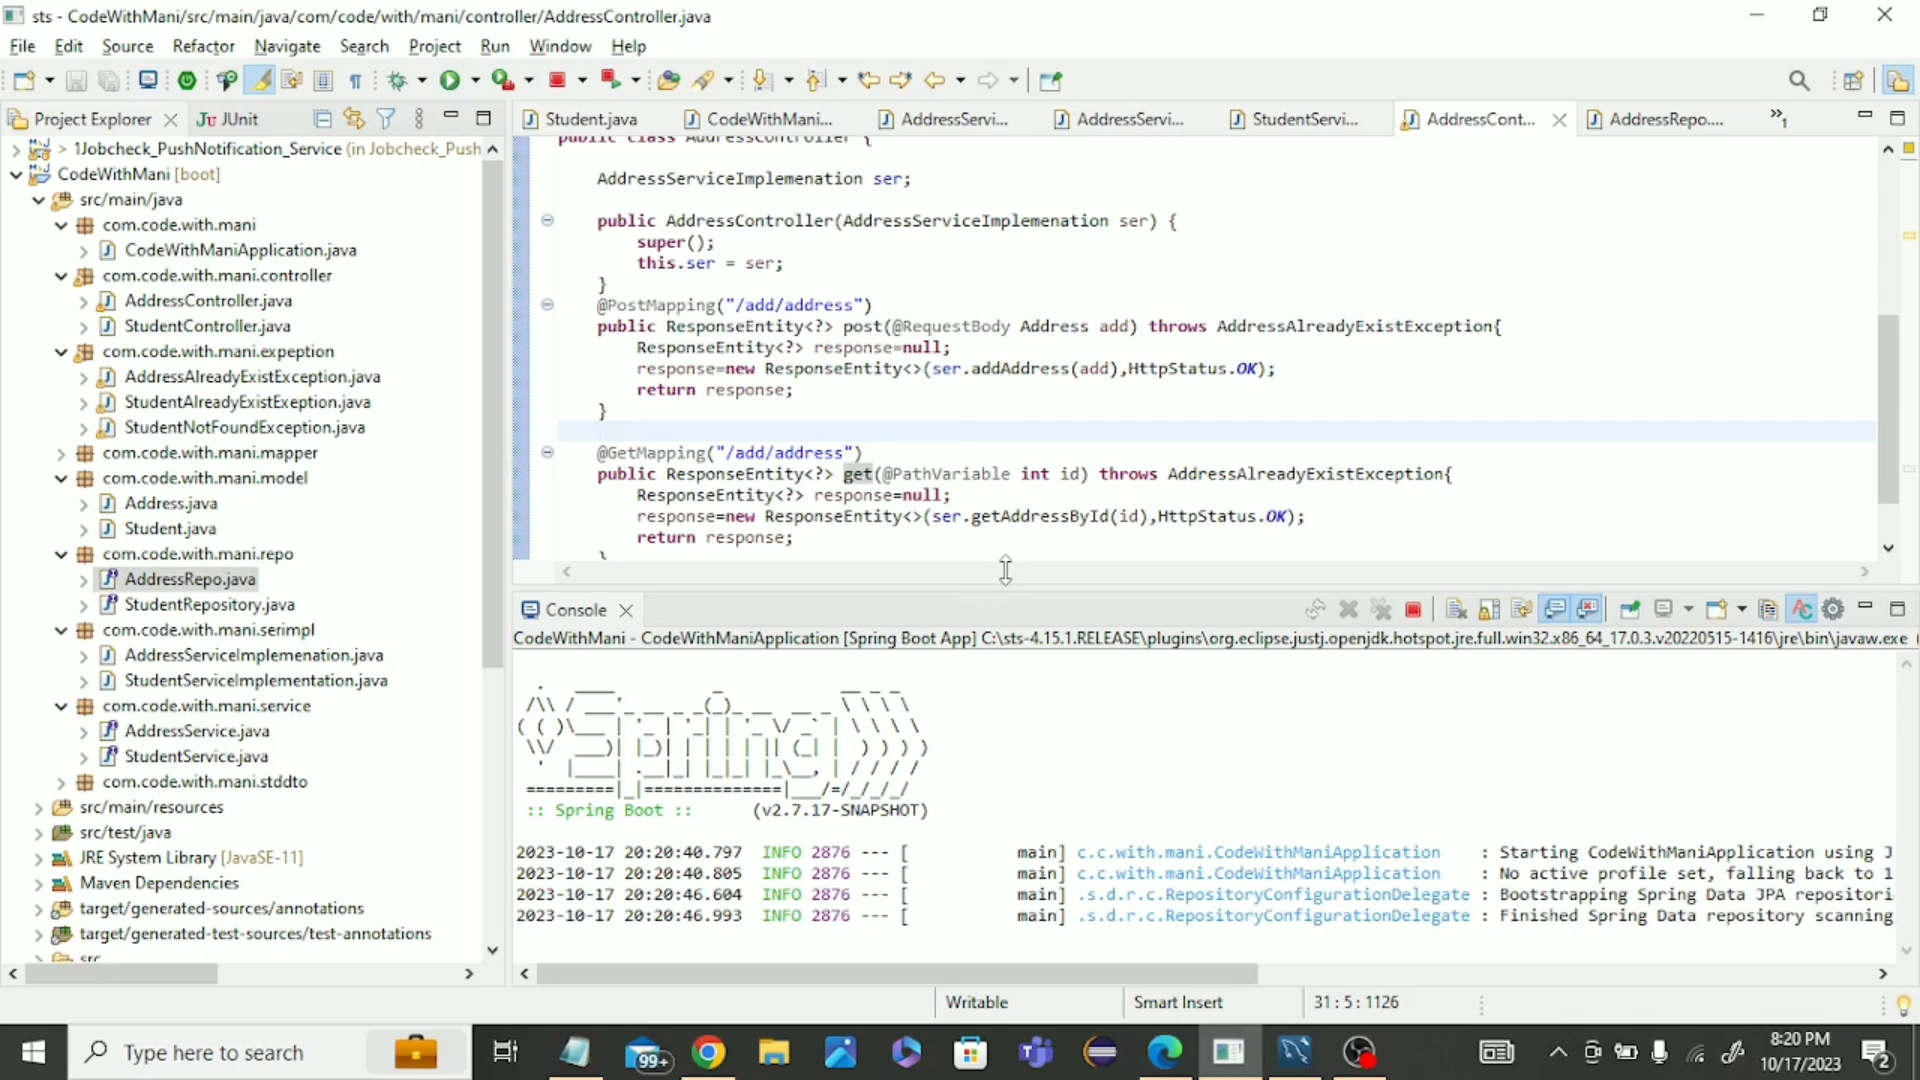 sts - CodeWithMani/src/main/java/com/code/with/mani/controller/AddressController.java
File Edit Source Refactor Navigate Search Project Run Window Help
Project Explorer JUnit
> 1Jobcheck_PushNotification_Service (in Jobcheck_Push
CodeWithMani [boot]
src/main/java
com.code.with.mani
CodeWithManiApplication.java
com.code.with.mani.controller
AddressController.java
StudentController.java
com.code.with.mani.expeption
AddressAlreadyExistException.java
StudentAlreadyExistExeption.java
StudentNotFoundException.java
com.code.with.mani.mapper
com.code.with.mani.model
Address.java
Student.java
com.code.with.mani.repo
AddressRepo.java
StudentRepository.java
com.code.with.mani.serimpl
AddressServiceImplemenation.java
StudentServiceImplementation.java
com.code.with.mani.service
AddressService.java
StudentService.java
com.code.with.mani.stddto
src/main/resources
src/test/java
JRE System Library [JavaSE-11]
Maven Dependencies
target/generated-sources/annotations
target/generated-test-sources/test-annotations
src
Student.java CodeWithMani... AddressServi... AddressServi... StudentServi... AddressCont... AddressRepo.... »1
public class AddressController {
AddressServiceImplemenation ser;
public AddressController(AddressServiceImplemenation ser) {
super();
this.ser = ser;
}
@PostMapping("/add/address")
public ResponseEntity<?> post(@RequestBody Address add) throws AddressAlreadyExistException{
ResponseEntity<?> response=null;
response=new ResponseEntity<>(ser.addAddress(add),HttpStatus.OK);
return response;
}
@GetMapping("/add/address")
public ResponseEntity<?> get(@PathVariable int id) throws AddressAlreadyExistException{
ResponseEntity<?> response=null;
response=new ResponseEntity<>(ser.getAddressById(id),HttpStatus.OK);
return response;
}
Console
CodeWithMani - CodeWithManiApplication [Spring Boot App] C:\sts-4.15.1.RELEASE\plugins\org.eclipse.justj.openjdk.hotspot.jre.full.win32.x86_64_17.0.3.v20220515-1416\jre\bin\javaw.exe
Spring
:: Spring Boot :: (v2.7.17-SNAPSHOT)
2023-10-17 20:20:40.797 INFO 2876 --- [ main] c.c.with.mani.CodeWithManiApplication : Starting CodeWithManiApplication using J
2023-10-17 20:20:40.805 INFO 2876 --- [ main] c.c.with.mani.CodeWithManiApplication : No active profile set, falling back to 1
2023-10-17 20:20:46.604 INFO 2876 --- [ main] .s.d.r.c.RepositoryConfigurationDelegate : Bootstrapping Spring Data JPA repositori
2023-10-17 20:20:46.993 INFO 2876 --- [ main] .s.d.r.c.RepositoryConfigurationDelegate : Finished Spring Data repository scanning
Writable Smart Insert 31 : 5 : 1126
Type here to search
99+
8:20 PM
10/17/2023
2